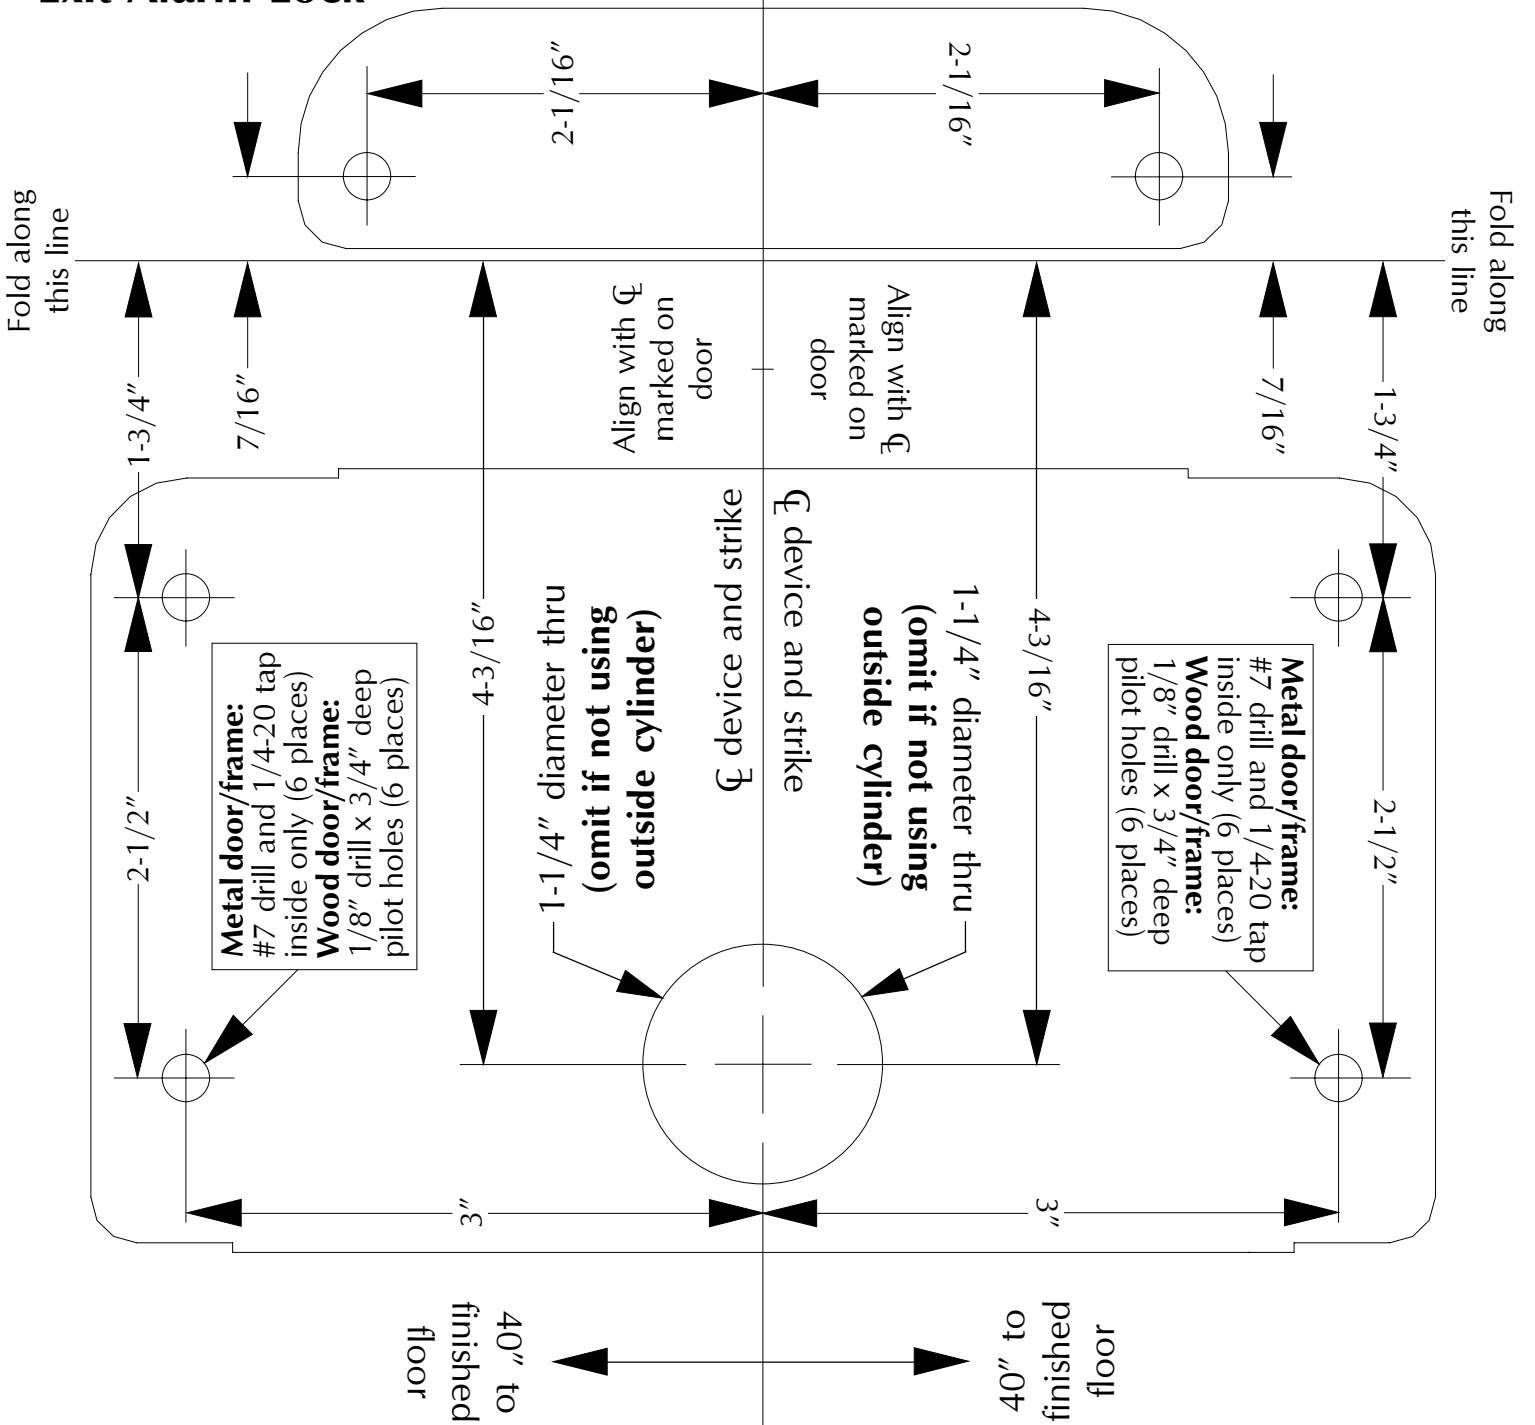 Exit Alarm Lock
2-1/16"
2-1/16"
Fold along
this line
Fold along
this line
1-3/4"
7/16"
Align with ℄
marked on
door
Align with ℄
marked on
door
7/16"
1-3/4"
℄ device and strike
℄ device and strike
4-3/16"
4-3/16"
1-1/4" diameter thru
(omit if not using
outside cylinder)
1-1/4" diameter thru
(omit if not using
outside cylinder)
Metal door/frame:
#7 drill and 1/4-20 tap
inside only (6 places)
Wood door/frame:
1/8" drill x 3/4" deep
pilot holes (6 places)
Metal door/frame:
#7 drill and 1/4-20 tap
inside only (6 places)
Wood door/frame:
1/8" drill x 3/4" deep
pilot holes (6 places)
2-1/2"
2-1/2"
3"
3"
40" to
finished
floor
40" to
finished
floor